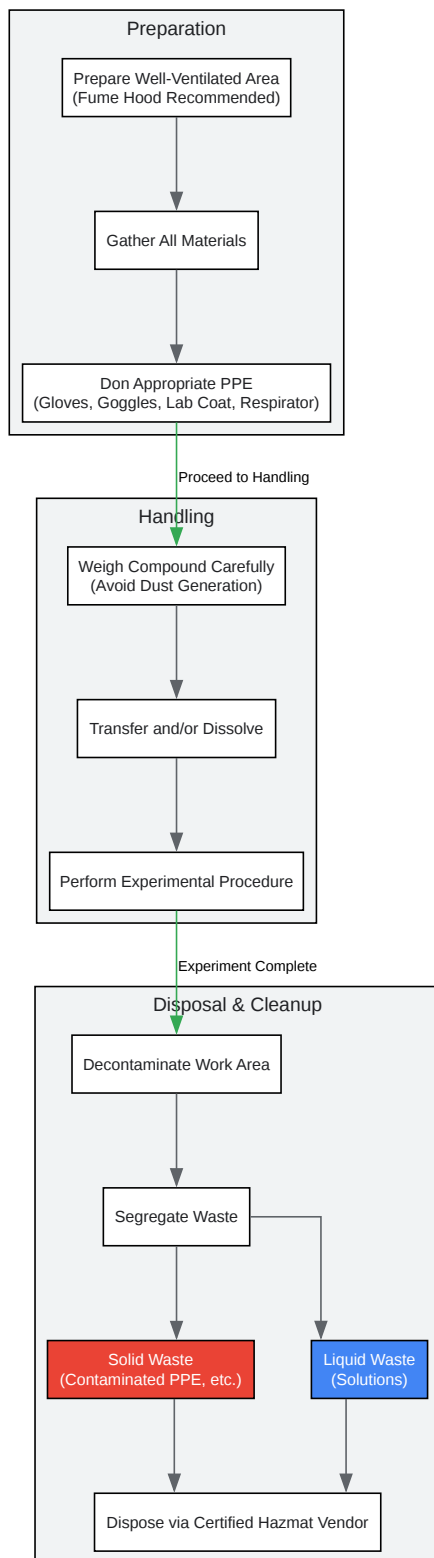 Preparation
Prepare Well-Ventilated Area
(Fume Hood Recommended)
Gather All Materials
Don Appropriate PPE
(Gloves, Goggles, Lab Coat, Respirator)
Proceed to Handling
Handling
Weigh Compound Carefully
(Avoid Dust Generation)
Transfer and/or Dissolve
Perform Experimental Procedure
Experiment Complete
Disposal & Cleanup
Decontaminate Work Area
Segregate Waste
Solid Waste
(Contaminated PPE, etc.)
Liquid Waste
(Solutions)
Dispose via Certified Hazmat Vendor